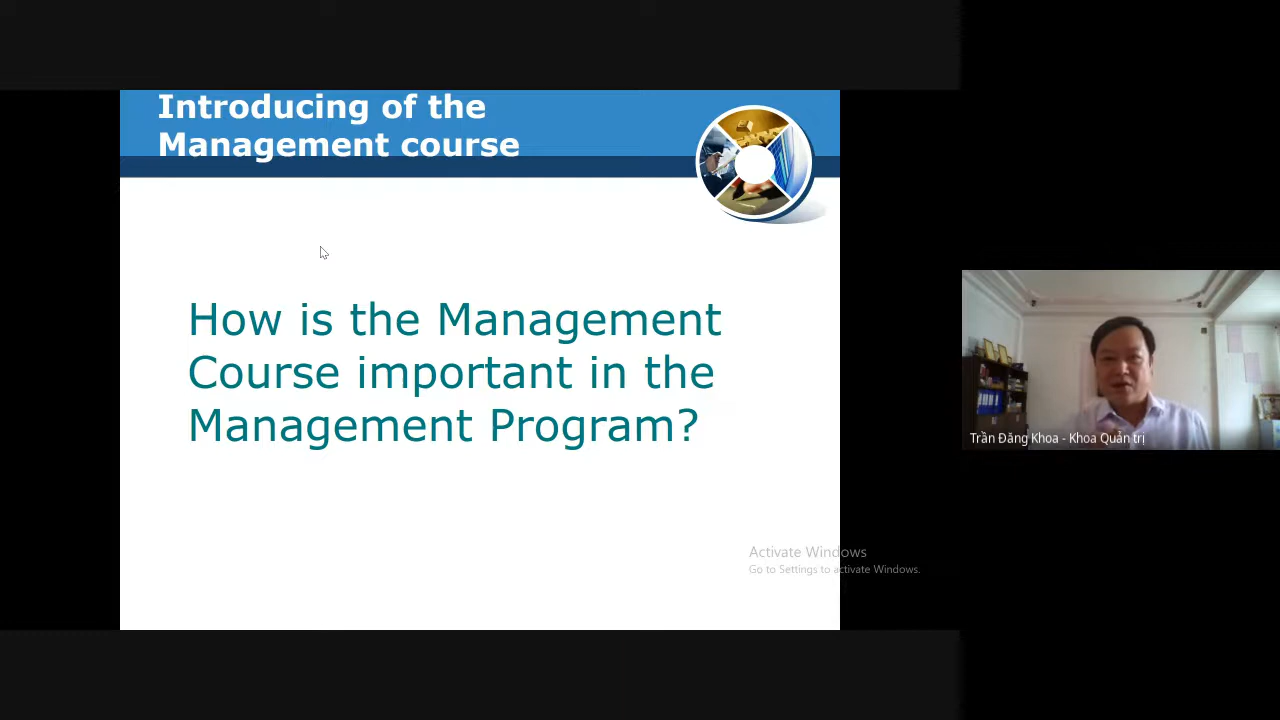 Introducing of the
Management course
How is the Management
Course important in the
Management Program?
Activate Windows
Go to Settings to activate Windows.
Trần Đăng Khoa - Khoa Quản trị